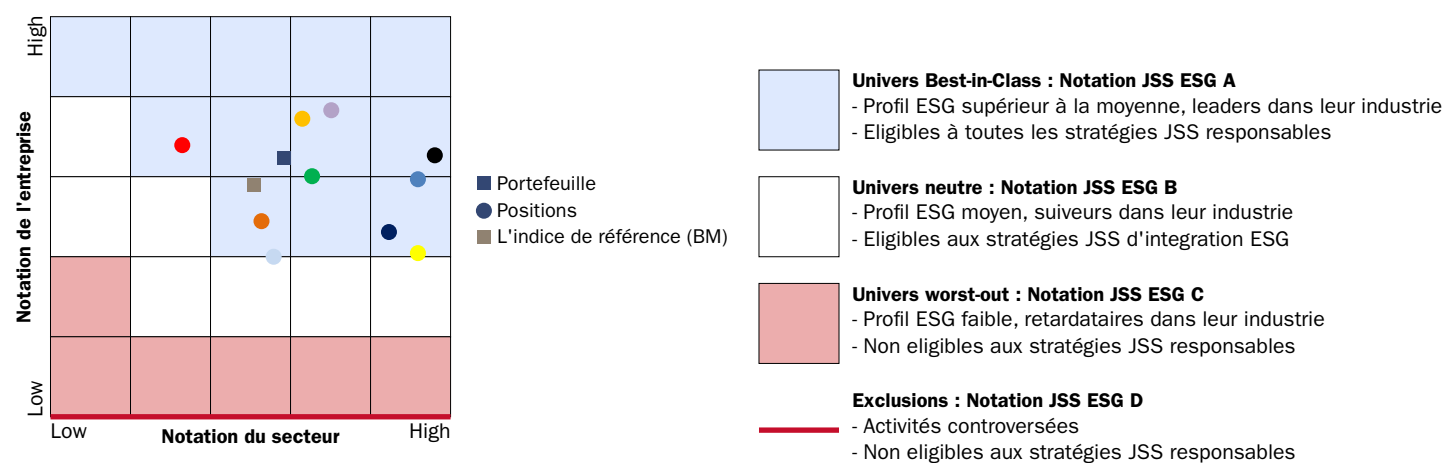 High
Notation de l'entreprise
Low
Low
Notation du secteur
High
Portefeuille
Positions
L'indice de référence (BM)
Univers Best-in-Class : Notation JSS ESG A
- Profil ESG supérieur à la moyenne, leaders dans leur industrie
- Eligibles à toutes les stratégies JSS responsables
Univers neutre : Notation JSS ESG B
- Profil ESG moyen, suiveurs dans leur industrie
- Eligibles aux stratégies JSS d'integration ESG
Univers worst-out : Notation JSS ESG C
- Profil ESG faible, retardataires dans leur industrie
- Non eligibles aux stratégies JSS responsables
Exclusions : Notation JSS ESG D
- Activités controversées
- Non eligibles aux stratégies JSS responsables